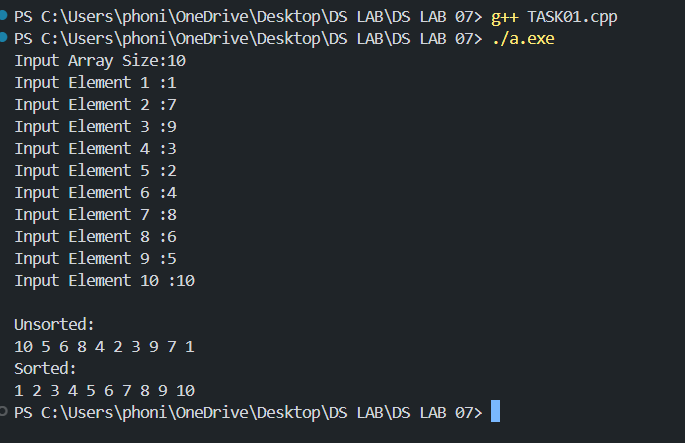 PS C:\Users\phoni\OneDrive\Desktop\DS LAB\DS LAB 07> g++ TASK01.cpp
PS C:\Users\phoni\OneDrive\Desktop\DS LAB\DS LAB 07> ./a.exe
Input Array Size:10
Input Element 1 :1
Input Element 2 :7
Input Element 3 :9
Input Element 4 :3
Input Element 5 :2
Input Element 6 :4
Input Element 7 :8
Input Element 8 :6
Input Element 9 :5
Input Element 10 :10
Unsorted:
10 5 6 8 4 2 3 9 7 1
Sorted:
1 2 3 4 5 6 7 8 9 10
PS C:\Users\phoni\OneDrive\Desktop\DS LAB\DS LAB 07>